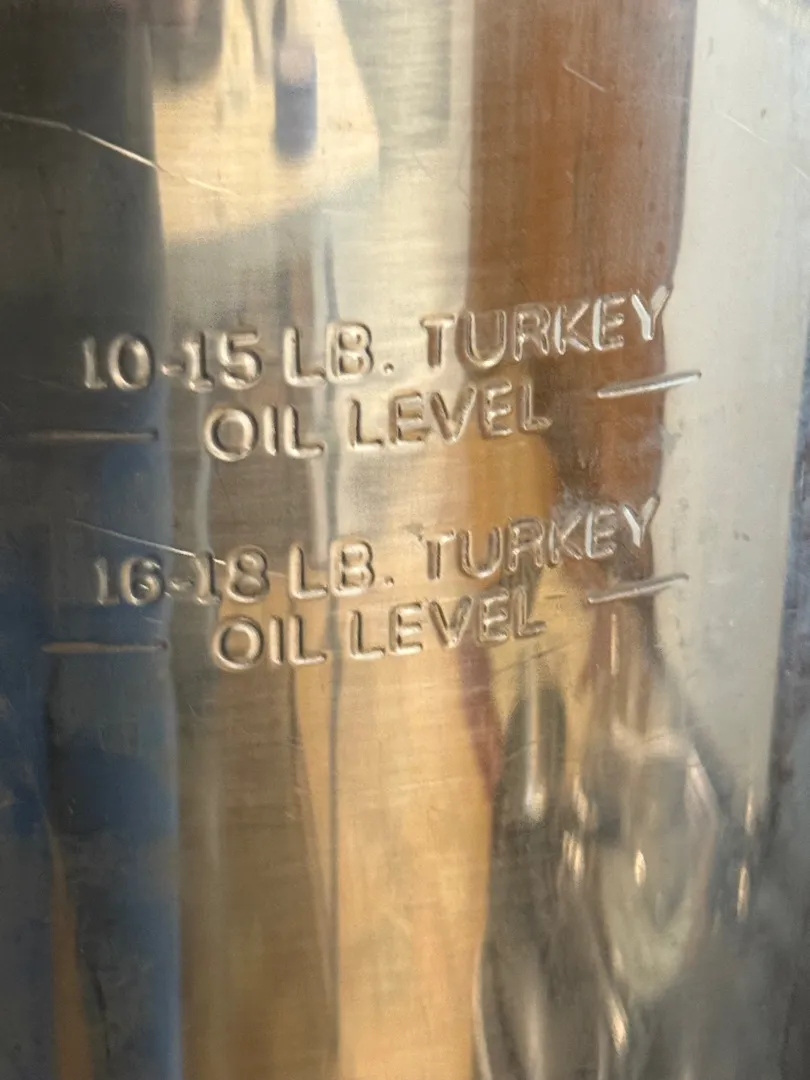 10-15 LB. TURKEY
OIL LEVEL
16-18 LB. TURKEY
OIL LEVEL